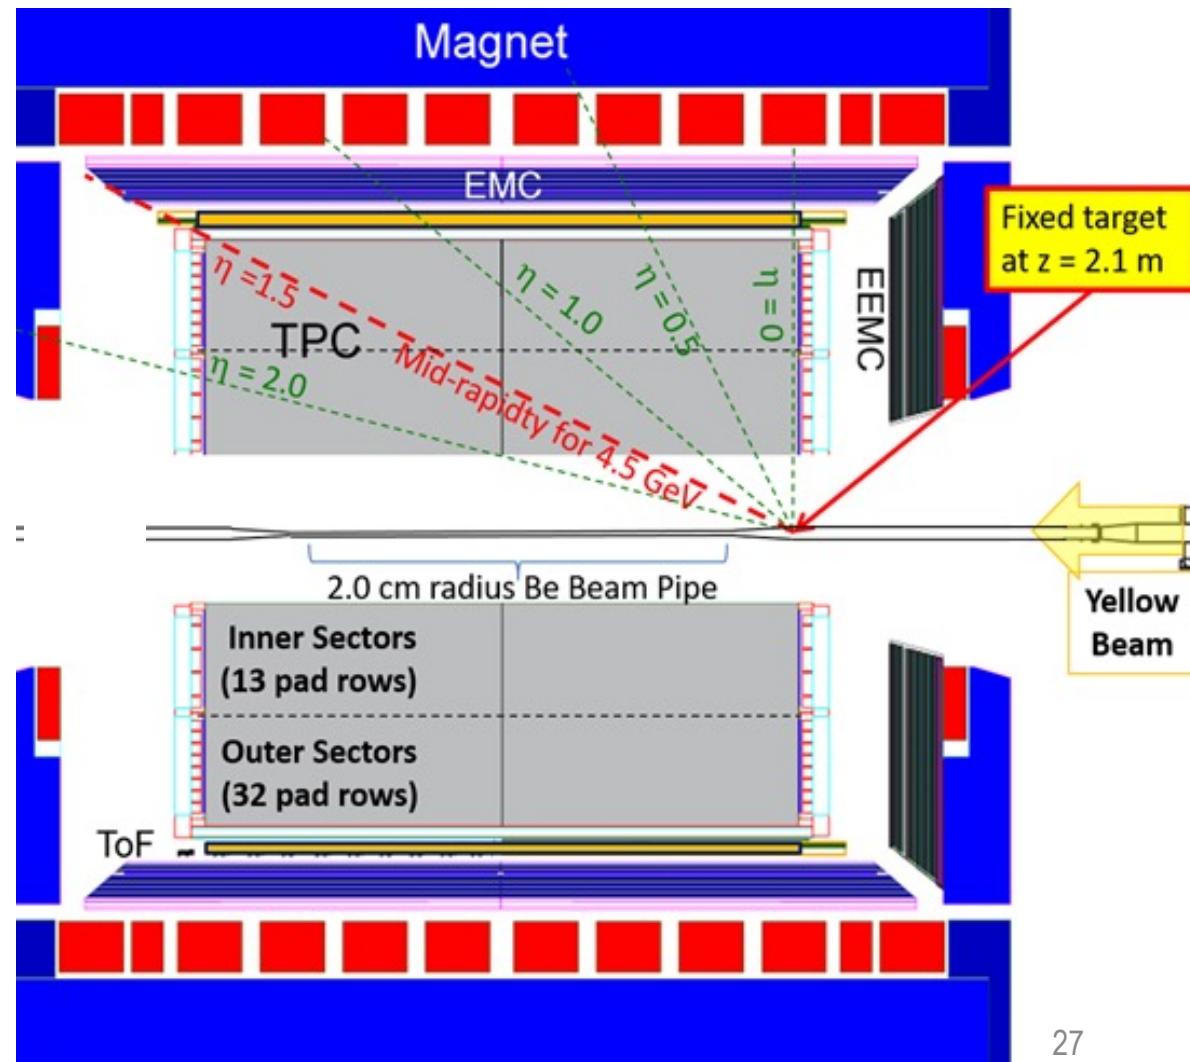 Magnet
EMC
Fixed target
at z = 2.1 m
η = 0
η = 0.5
η = 1.0
η =1.5
η = 2.0
TPC
EEMC
Mid-rapidty for 4.5 GeV
2.0 cm radius Be Beam Pipe
Yellow
Beam
Inner Sectors
(13 pad rows)
Outer Sectors
(32 pad rows)
ToF
27